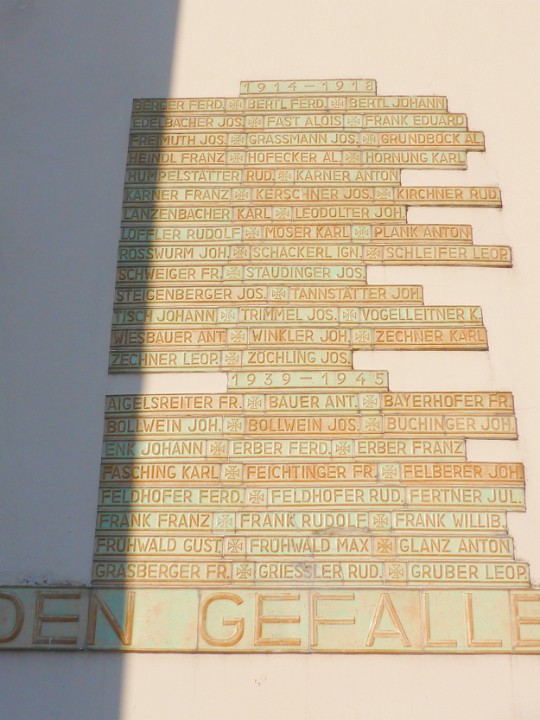 1914-1918
BERGER FERD. BERTL FERD. BERTL JOHANN
EDELBACHER JOS. FAST ALOIS FRANK EDUARD
FREIMUTH JOS. GRASSMANN JOS. GRUNDBÖCK AL.
HEINDL FRANZ HOFECKER AL. HORNUNG KARL
HUMPELSTÄTTER RUD. KARNER ANTON
KARNER FRANZ KERSCHNER JOS. KIRCHNER RUD.
LANZENBACHER KARL LEODOLTER JOH.
LÖFFLER RUDOLF MOSER KARL PLANK ANTON
ROSSWURM JOH. SCHACKERL IGN. SCHLEIFER LEOP.
SCHWEIGER FR. STAUDINGER JOS.
STEIGENBERGER JOS. TANNSTÄTTER JOH.
TISCH JOHANN TRIMMEL JOS. VOGELLEITNER K.
WIESBAUER ANT. WINKLER JOH. ZECHNER KARL
ZECHNER LEOP. ZÖCHLING JOS.
1939-1945
AIGELSREITER FR. BAUER ANT. BAYERHOFER FR.
BOLLWEIN JOH. BOLLWEIN JOS. BUCHINGER JOH.
ENK JOHANN ERBER FERD. ERBER FRANZ
FASCHING KARL FEICHTINGER FR. FELBERER JOH.
FELDHOFER FERD. FELDHOFER RUD. FERTNER JUL.
FRANK FRANZ FRANK RUDOLF FRANK WILLIB.
FRÜHWALD GUST. FRÜHWALD MAX GLANZ ANTON
GRASBERGER FR. GRIESSLER RUD. GRUBER LEOP.
DEN GEFALLE